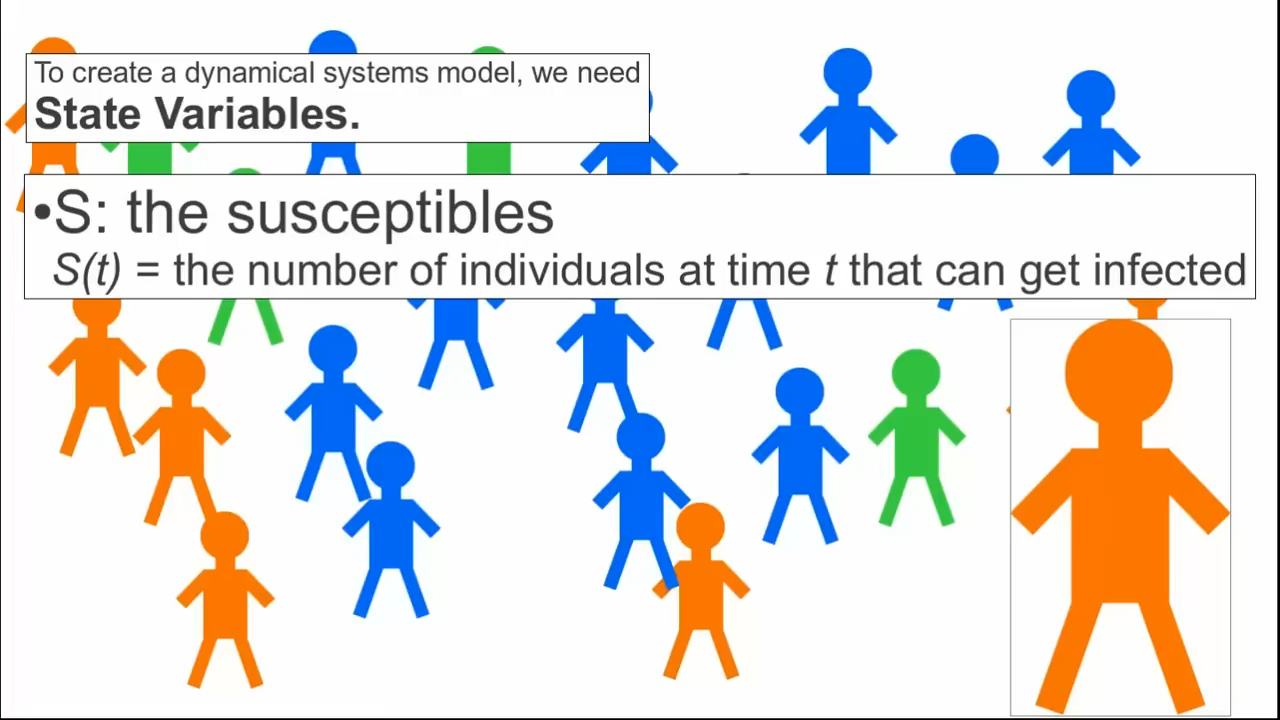 To create a dynamical systems model, we need
State Variables.
•S: the susceptibles
S(t) = the number of individuals at time t that can get infected